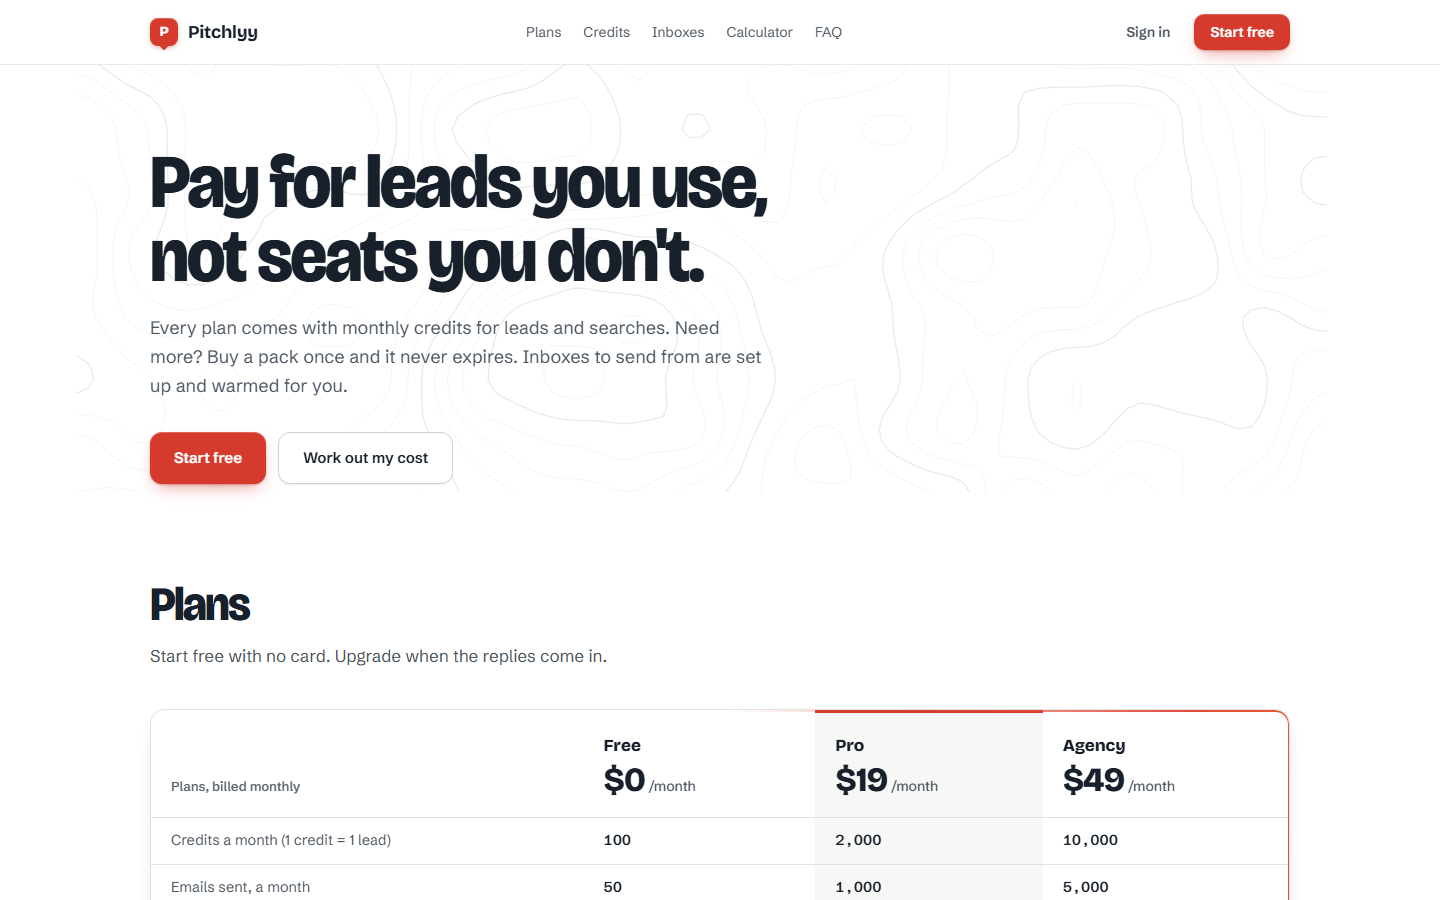 P Pitchlyy
Plans Credits Inboxes Calculator FAQ
Sign in Start free
Pay for leads you use,
not seats you don't.
Every plan comes with monthly credits for leads and searches. Need
more? Buy a pack once and it never expires. Inboxes to send from are set
up and warmed for you.
Start free Work out my cost
Plans
Start free with no card. Upgrade when the replies come in.
Free Pro Agency
Plans, billed monthly $0 /month $19 /month $49 /month
Credits a month (1 credit = 1 lead) 100 2,000 10,000
Emails sent, a month 50 1,000 5,000